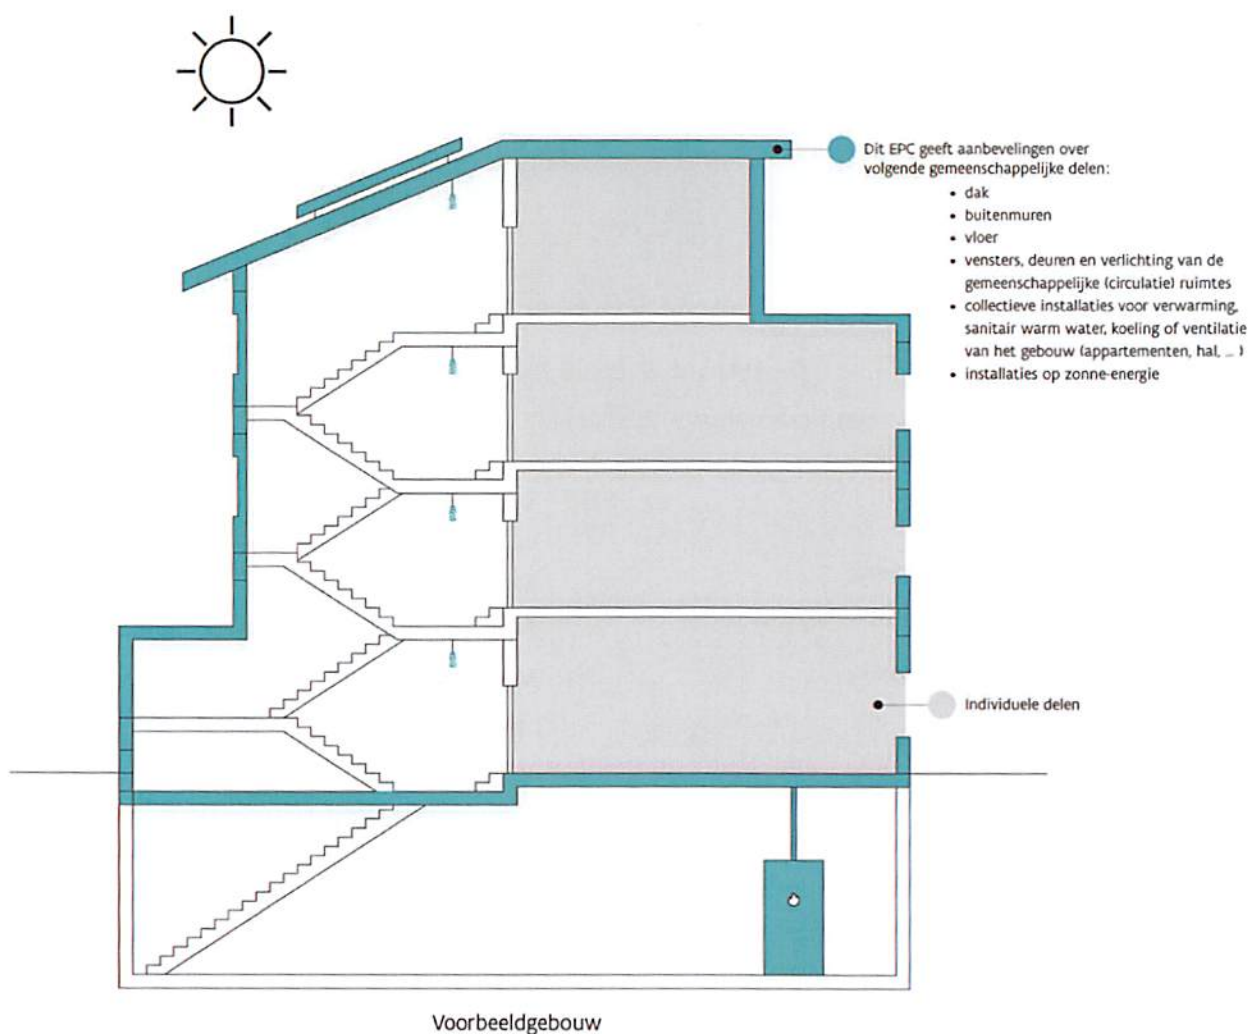 Dit EPC geeft aanbevelingen over
volgende gemeenschappelijke delen:
• dak
• buitenmuren
• vloer
• vensters, deuren en verlichting van de
gemeenschappelijke (circulatie) ruimtes
• collectieve installaties voor verwarming,
sanitair warm water, koeling of ventilatie
van het gebouw (appartementen, hal, ... )
• installaties op zonne-energie
Individuele delen
Voorbeeldgebouw